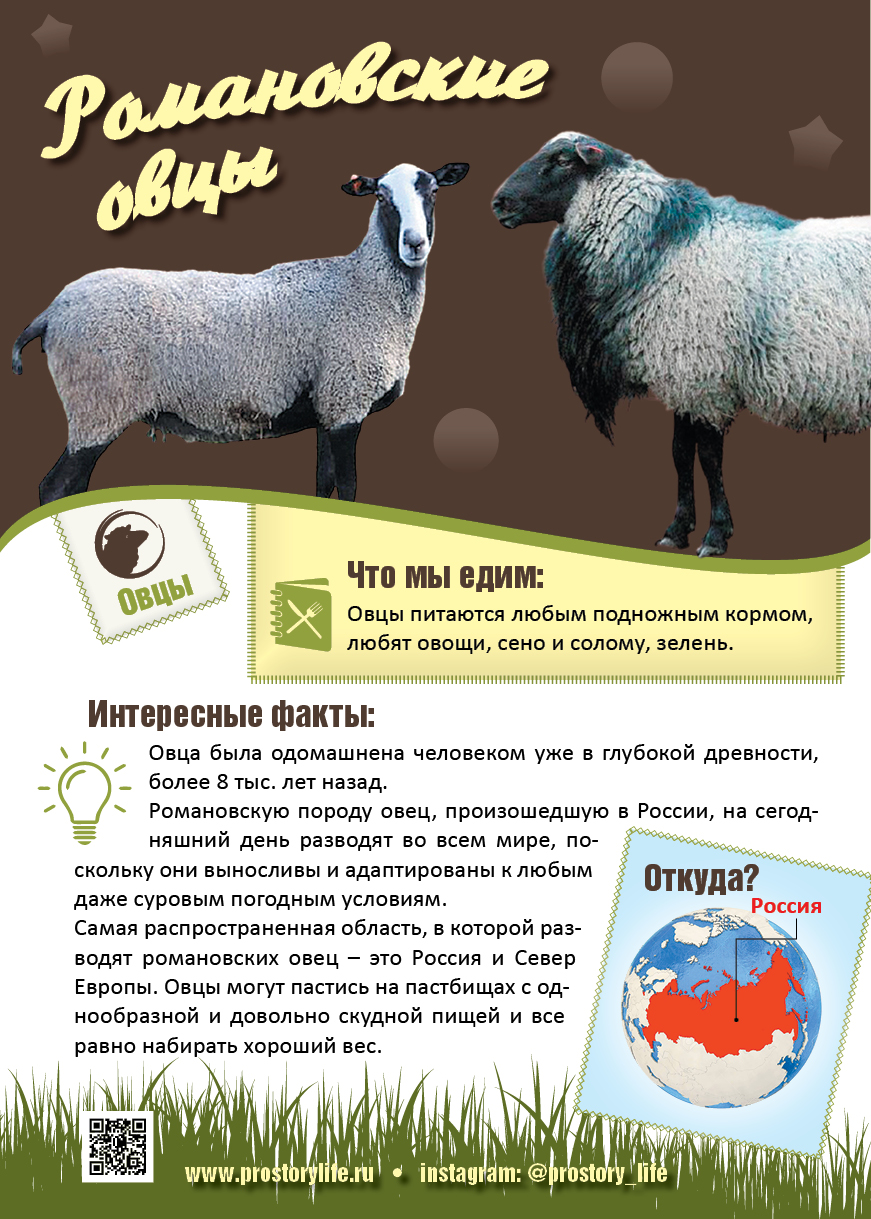 Романовские
овцы
Овцы
Что мы едим:
Овцы питаются любым подножным кормом,
любят овощи, сено и солому, зелень.
Интересные факты:
Овца была одомашнена человеком уже в глубокой древности,
более 8 тыс. лет назад.
Романовскую породу овец, произошедшую в России, на сегод-
няшний день разводят во всем мире, по-
скольку они выносливы и адаптированы к любым
даже суровым погодным условиям.
Самая распространенная область, в которой раз-
водят романовских овец – это Россия и Север
Европы. Овцы могут пастись на пастбищах с од-
нообразной и довольно скудной пищей и все
равно набирать хороший вес.
Откуда?
Россия
www.prostorylife.ru • instagram: @prostory_life